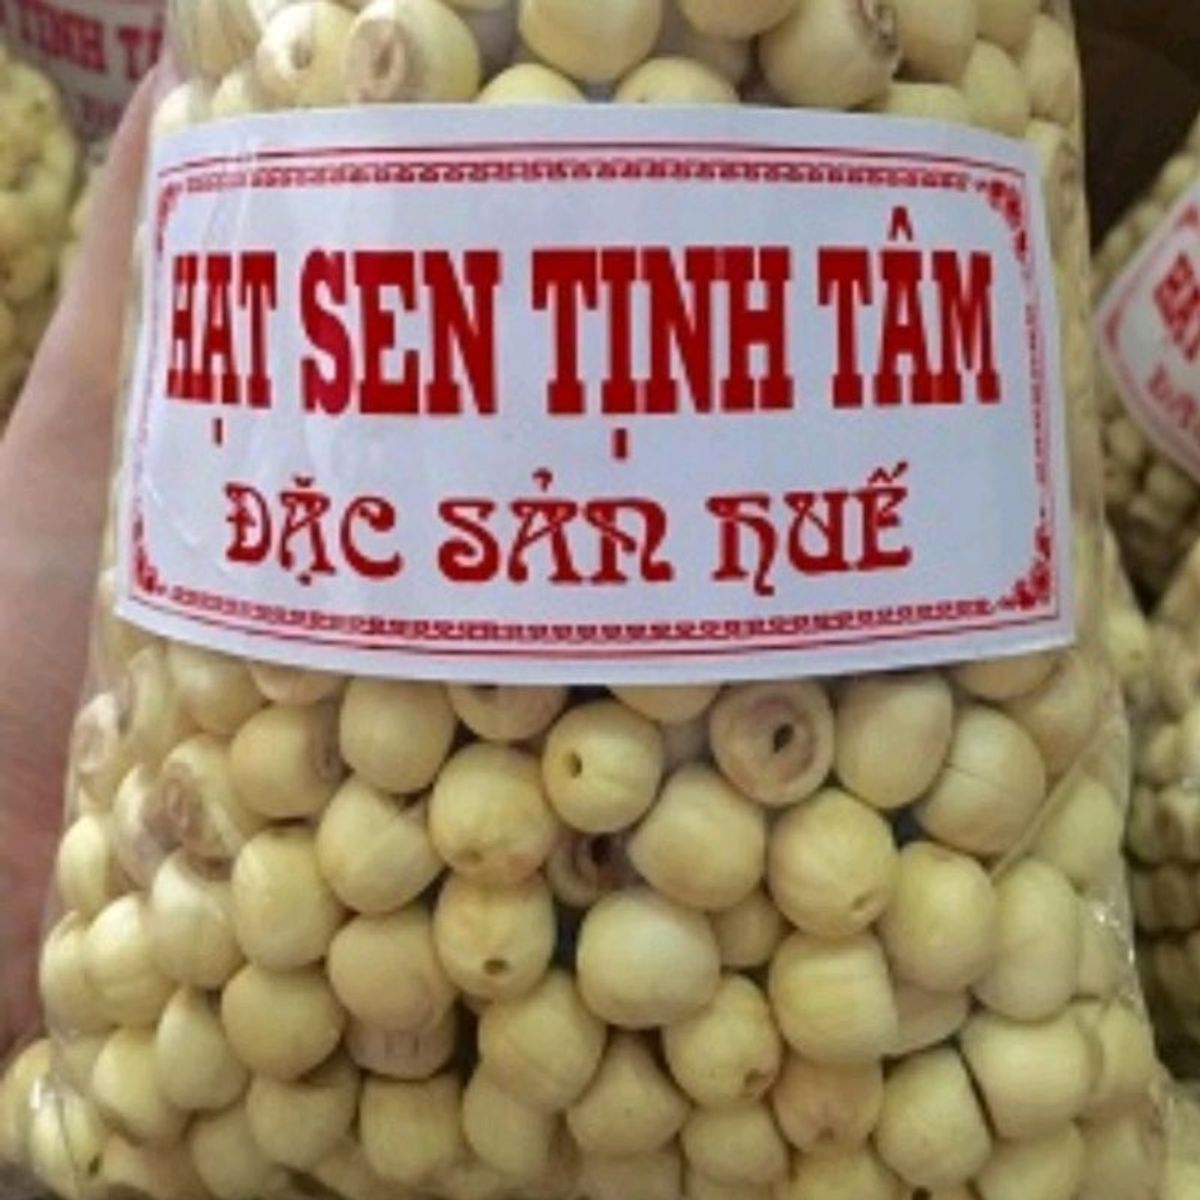 HẠT SEN TỊNH TÂM
ĐẶC SẢN HUẾ